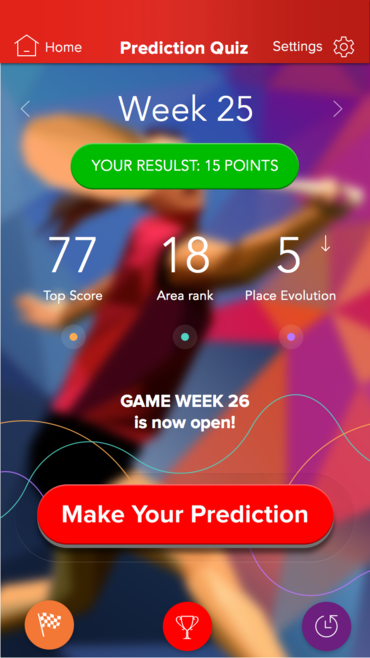 Home
Prediction Quiz
Settings
Week 25
YOUR RESULST: 15 POINTS
77
18
5
Top Score
Area rank
Place Evolution
GAME WEEK 26
is now open!
Make Your Prediction